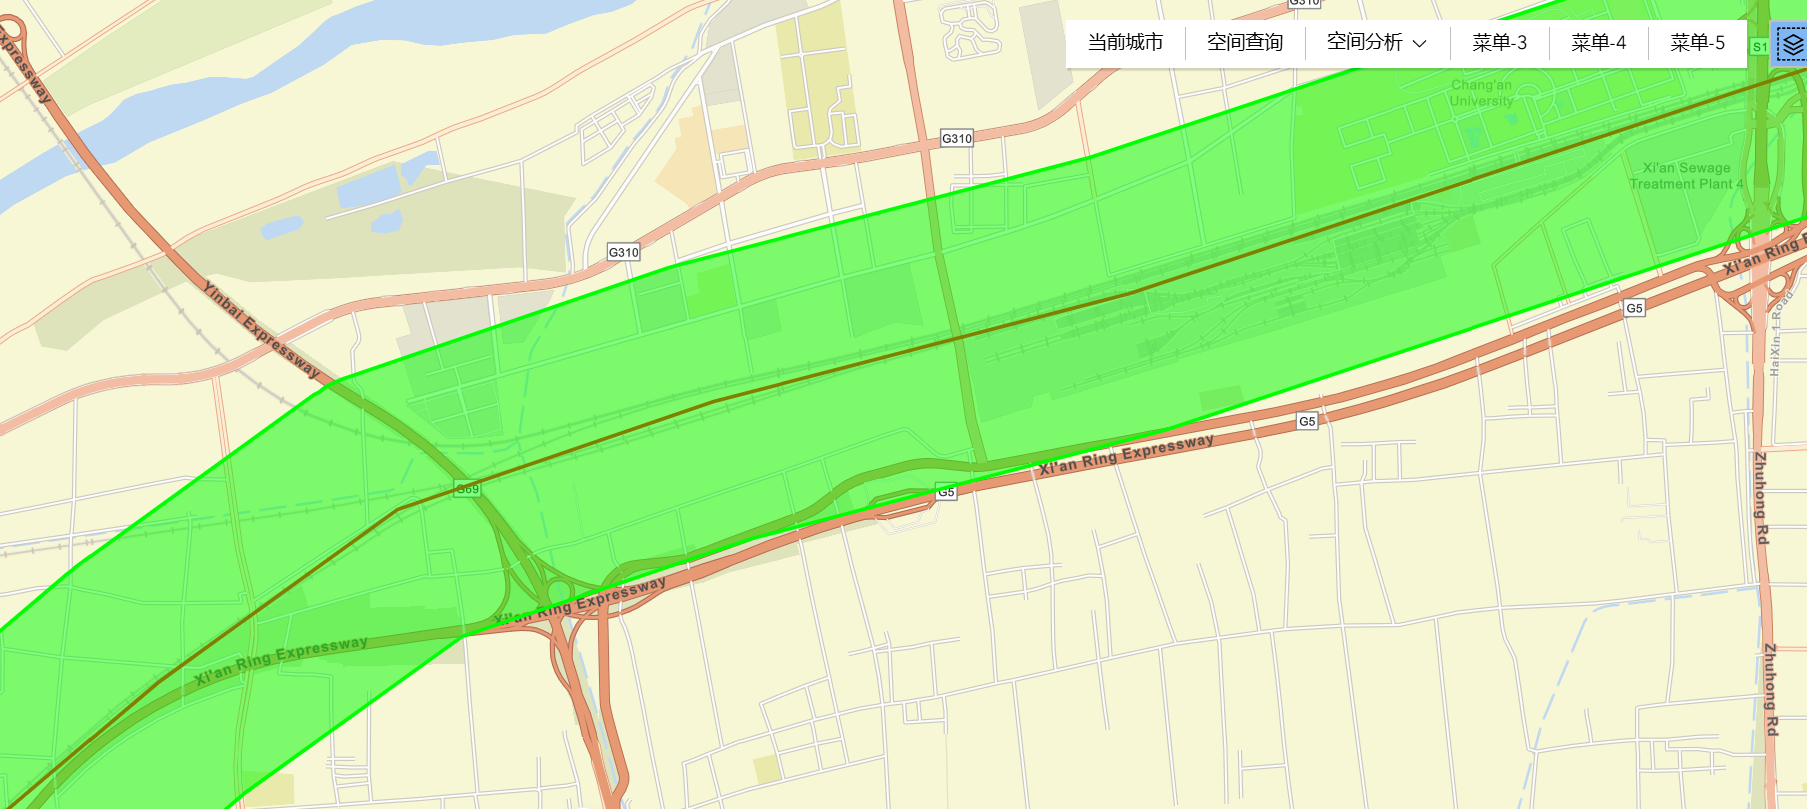 G310
当前城市
空间查询
空间分析
菜单-3
菜单-4
菜单-5
S1
Expressway
Chang'an
University
G310
Xi'an Sewage
Treatment Plant 4
G310
Xi'an Ring E
Yinbai Expressway
G5
HaiXin 1 Road
G5
Xi'an Ring Expressway
G69
G5
Zhuhong Rd
Xi'an Ring Expressway
Xi'an Ring Expressway
Zhuhong Rd